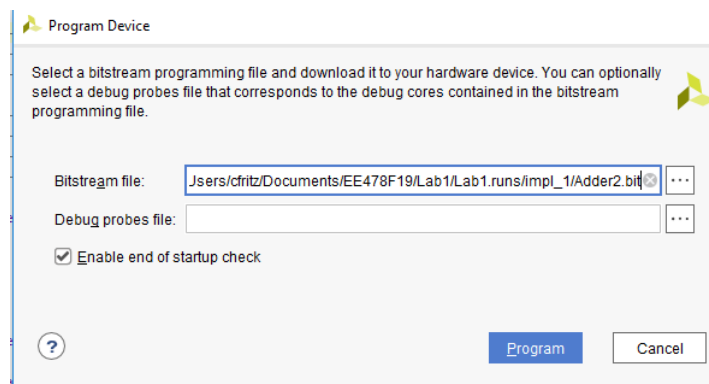 Program Device
Select a bitstream programming file and download it to your hardware device. You can optionally
select a debug probes file that corresponds to the debug cores contained in the bitstream
programming file.
Bitstream file: Jsers/cfritz/Documents/EE478F19/Lab1/Lab1.runs/impl_1/Adder2.bit ...
Debug probes file: ...
Enable end of startup check
? Program Cancel